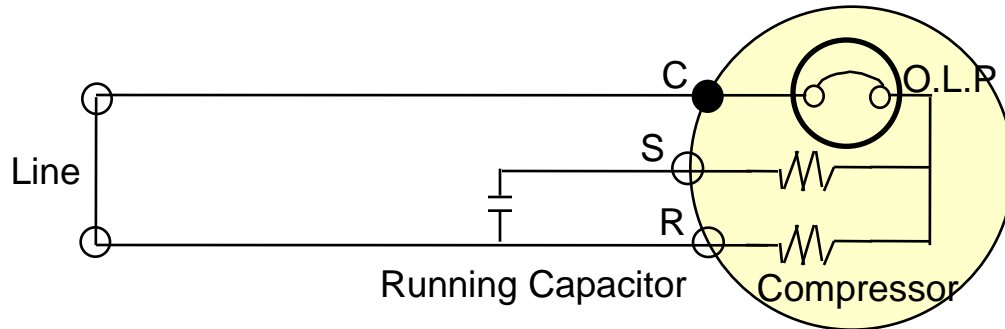 C
O.L.P
S
Line
R
Running Capacitor
Compressor